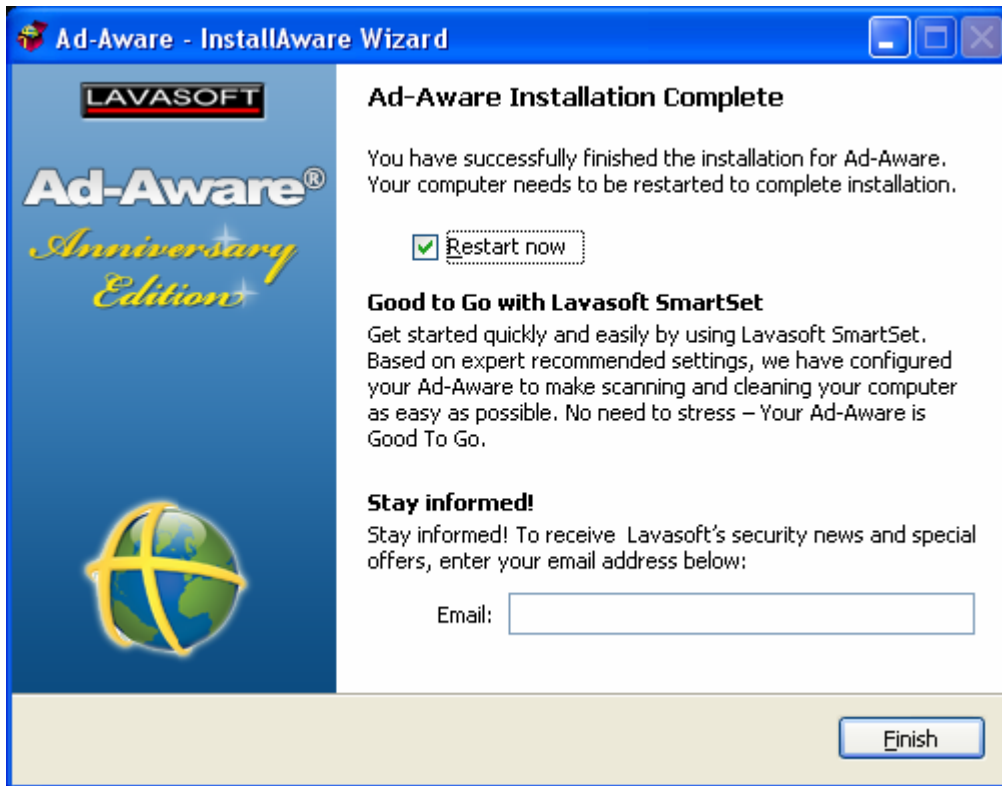 Ad-Aware - InstallAware Wizard
LAVASOFT
Ad-Aware®
Anniversary
Edition
Ad-Aware Installation Complete
You have successfully finished the installation for Ad-Aware.
Your computer needs to be restarted to complete installation.
Restart now
Good to Go with Lavasoft SmartSet
Get started quickly and easily by using Lavasoft SmartSet.
Based on expert recommended settings, we have configured
your Ad-Aware to make scanning and cleaning your computer
as easy as possible. No need to stress – Your Ad-Aware is
Good To Go.
Stay informed!
Stay informed! To receive  Lavasoft's security news and special
offers, enter your email address below:
Email:
Finish